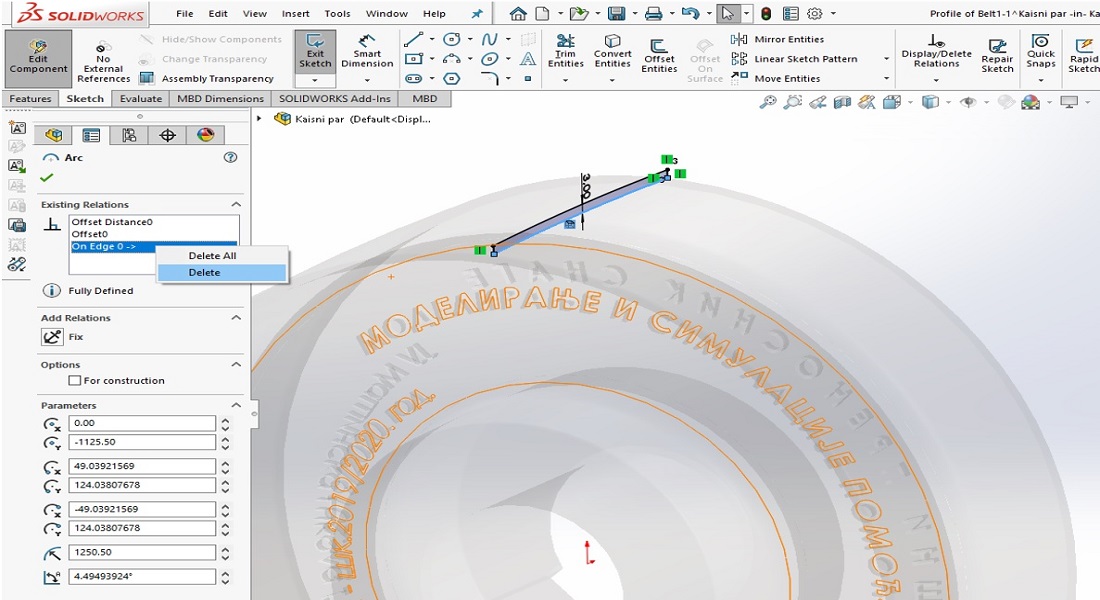 SOLIDWORKS File Edit View Insert Tools Window Help Profile of Belt1-1^Kaisni par -in- Ka
Edit Component
No External References
Hide/Show Components
Change Transparency
Assembly Transparency
Exit Sketch
Smart Dimension
Trim Entities
Convert Entities
Offset Entities
Offset On Surface
Mirror Entities
Linear Sketch Pattern
Move Entities
Display/Delete Relations
Repair Sketch
Quick Snaps
Rapid Sketch
Features Sketch Evaluate MBD Dimensions SOLIDWORKS Add-Ins MBD
Kaisni par (Default<Displ...
Arc
Existing Relations
Offset Distance0
Offset0
On Edge 0 ->
Delete All
Delete
Fully Defined
Add Relations
Fix
Options
For construction
Parameters
0.00
-1125.50
49.03921569
124.03807678
-49.03921569
124.03807678
1250.50
4.49493924°
3.00
3
МОДЕЛИРАЊЕ И СИМУЛАЦИЈЕ ПОМОЋ
- ШК.2019/2020. ГОД.